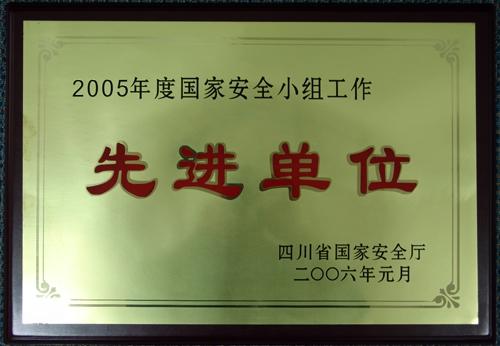 2005年度国家安全小组工作
先进单位
四川省国家安全厅
二〇〇六年元月